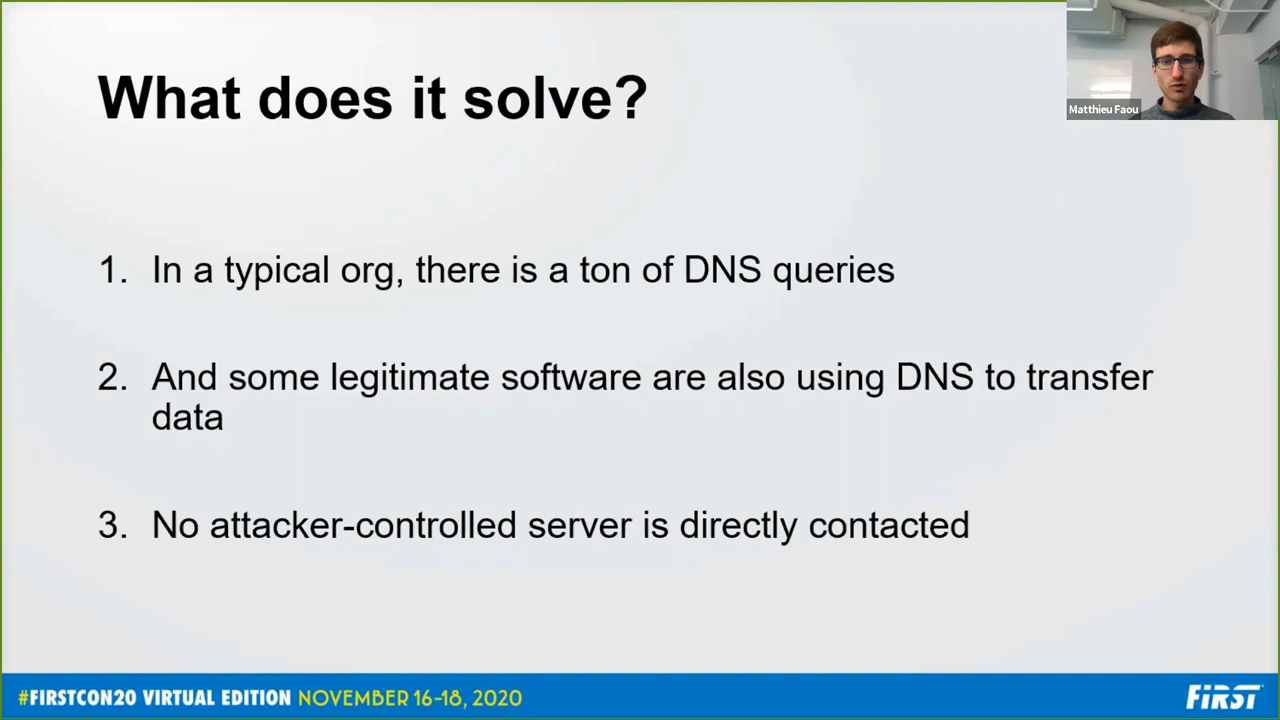 What does it solve?
Matthieu Faou
1. In a typical org, there is a ton of DNS queries
2. And some legitimate software are also using DNS to transfer
data
3. No attacker-controlled server is directly contacted
#FIRSTCON20 VIRTUAL EDITION NOVEMBER 16-18, 2020
FiRST